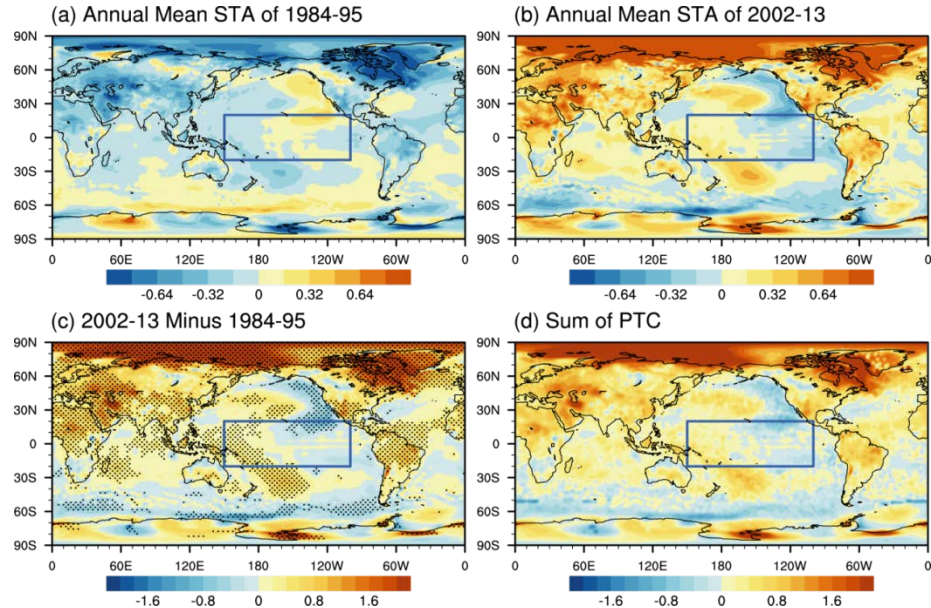 (a) Annual Mean STA of 1984-95
(b) Annual Mean STA of 2002-13
90N
60N
30N
0
30S
60S
90S
0 60E 120E 180 120W 60W 0
-0.64 -0.32 0 0.32 0.64
90N
60N
30N
0
30S
60S
90S
0 60E 120E 180 120W 60W 0
-0.64 -0.32 0 0.32 0.64
(c) 2002-13 Minus 1984-95
(d) Sum of PTC
90N
60N
30N
0
30S
60S
90S
0 60E 120E 180 120W 60W 0
-1.6 -0.8 0 0.8 1.6
90N
60N
30N
0
30S
60S
90S
0 60E 120E 180 120W 60W 0
-1.6 -0.8 0 0.8 1.6